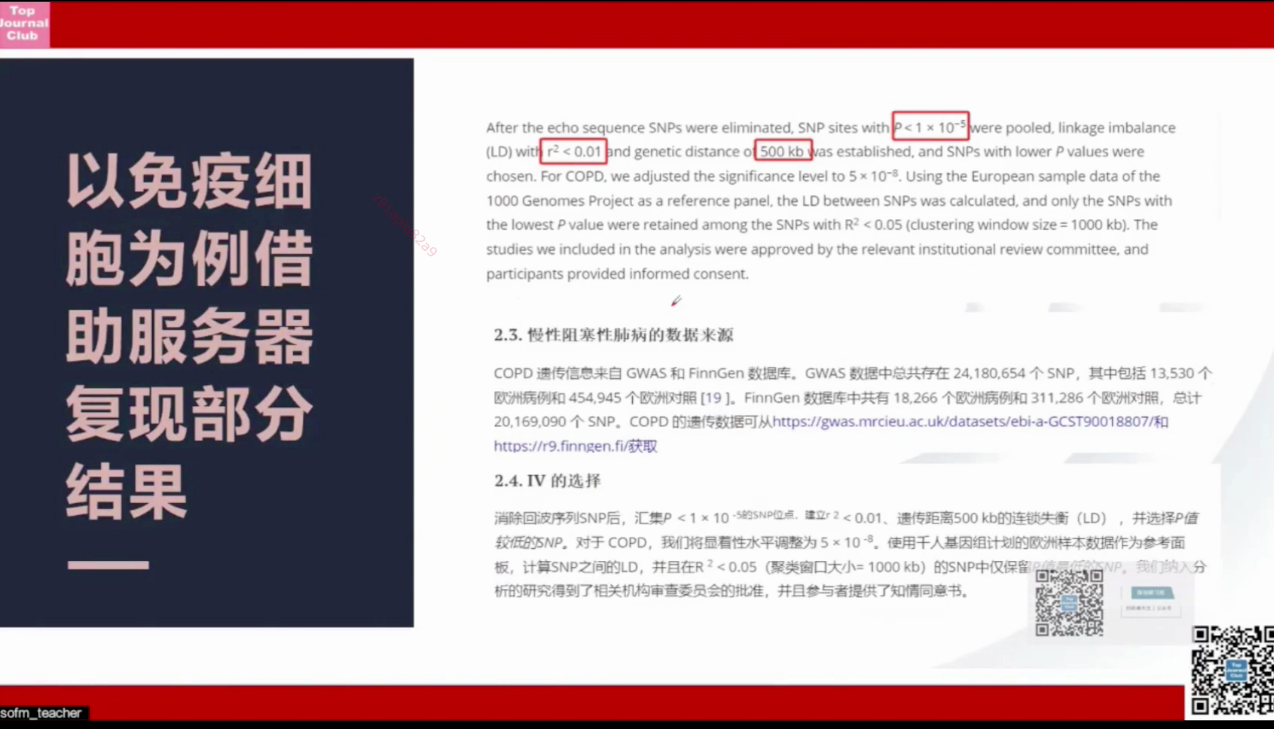 Top
Journal
Club
以免疫细
胞为例借
助服务器
复现部分
结果
After the echo sequence SNPs were eliminated, SNP sites with P < 1 × 10⁻⁵ were pooled, linkage imbalance
(LD) with r² < 0.01 and genetic distance of 500 kb was established, and SNPs with lower P values were
chosen. For COPD, we adjusted the significance level to 5 × 10⁻⁸. Using the European sample data of the
1000 Genomes Project as a reference panel, the LD between SNPs was calculated, and only the SNPs with
the lowest P value were retained among the SNPs with R² < 0.05 (clustering window size = 1000 kb). The
studies we included in the analysis were approved by the relevant institutional review committee, and
participants provided informed consent.
2.3. 慢性阻塞性肺病的数据来源
COPD 遗传信息来自 GWAS 和 FinnGen 数据库。GWAS 数据中总共存在 24,180,654 个 SNP，其中包括 13,530 个
欧洲病例和 454,945 个欧洲对照 [19 ]。FinnGen 数据库中共有 18,266 个欧洲病例和 311,286 个欧洲对照，总计
20,169,090 个 SNP。COPD 的遗传数据可从https://gwas.mrcieu.ac.uk/datasets/ebi-a-GCST90018807/和
https://r9.finngen.fi/获取
2.4. IV 的选择
消除回波序列SNP后，汇集P < 1 × 10 ⁻⁵的SNP位点、建立r ² < 0.01、遗传距离500 kb的连锁失衡（LD），并选择P值
较低的SNP。对于 COPD，我们将显着性水平调整为 5 × 10 ⁻⁸。使用千人基因组计划的欧洲样本数据作为参考面
板，计算SNP之间的LD，并且在R ² < 0.05（聚类窗口大小= 1000 kb）的SNP中仅保留P值最低的SNP。我们纳入分
析的研究得到了相关机构审查委员会的批准，并且参与者提供了知情同意书。
Top
Journal
Club
sofm_teacher